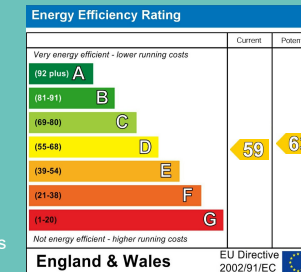 Energy Efficiency Rating
Current
Very energy efficient - lower running costs
(92 plus) A
(81-91) B
(69-80) C
(55-68) D
59
(39-54) E
(21-38) F
(1-20) G
Not energy efficient - higher running costs
England & Wales
EU Directive
2002/91/EC